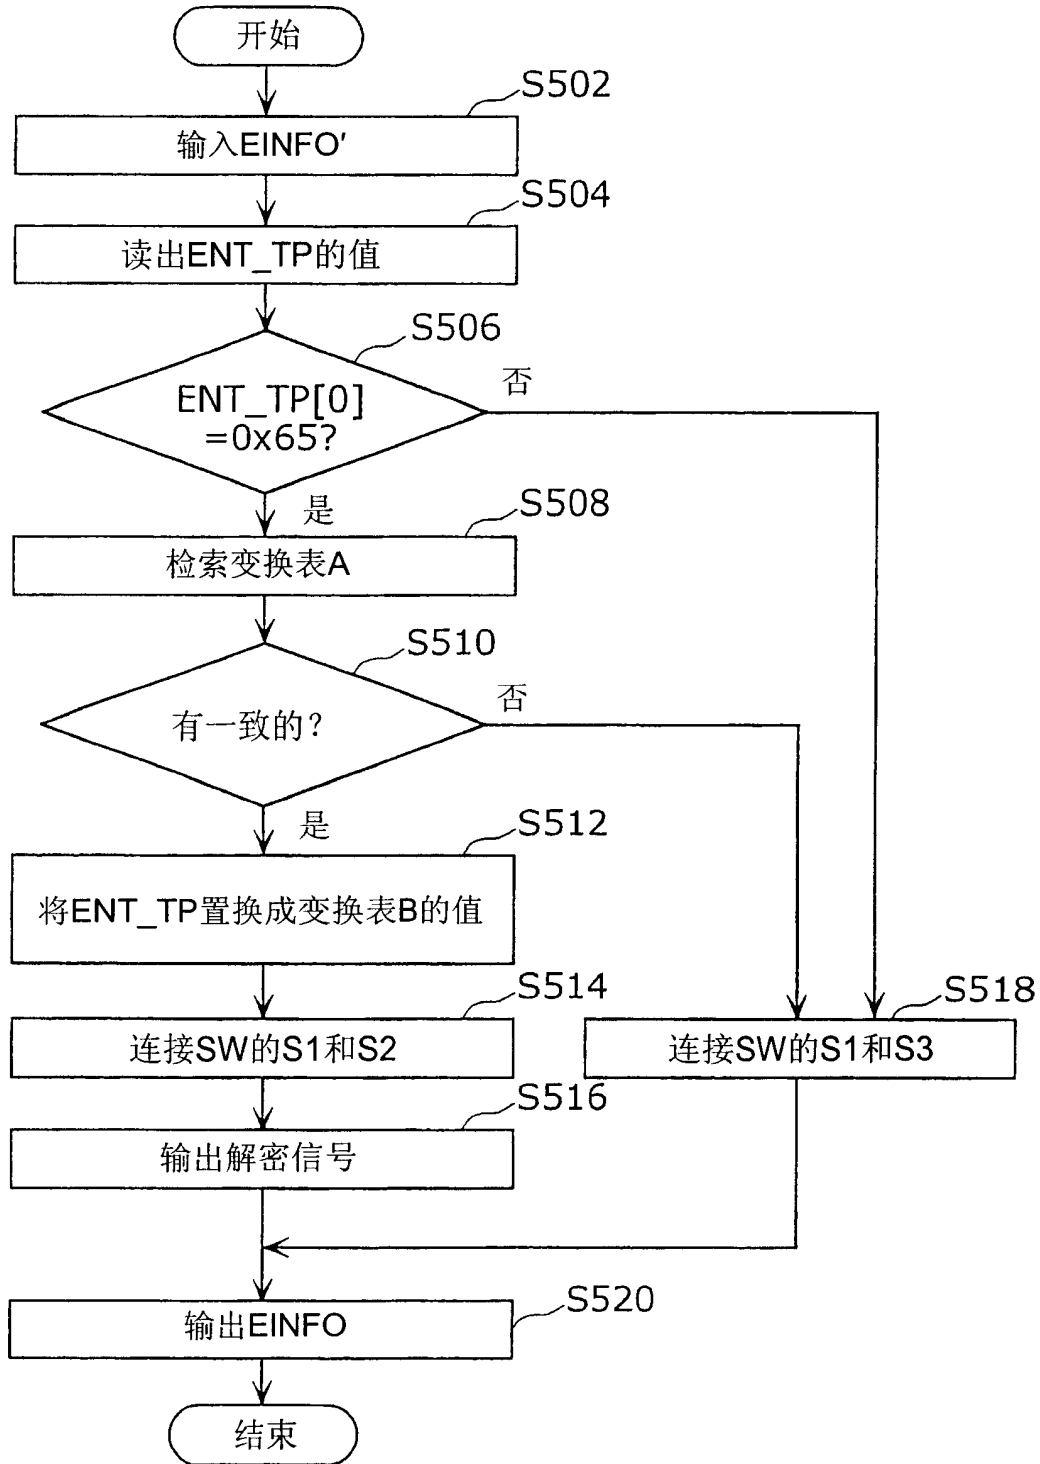 开始
S502
输入EINFO′
S504
读出ENT_TP的值
S506
ENT_TP[0]
=0x65?
否
是
S508
检索变换表A
S510
有一致的？
否
是
S512
将ENT_TP置换成变换表B的值
S514
连接SW的S1和S2
S518
连接SW的S1和S3
S516
输出解密信号
S520
输出EINFO
结束